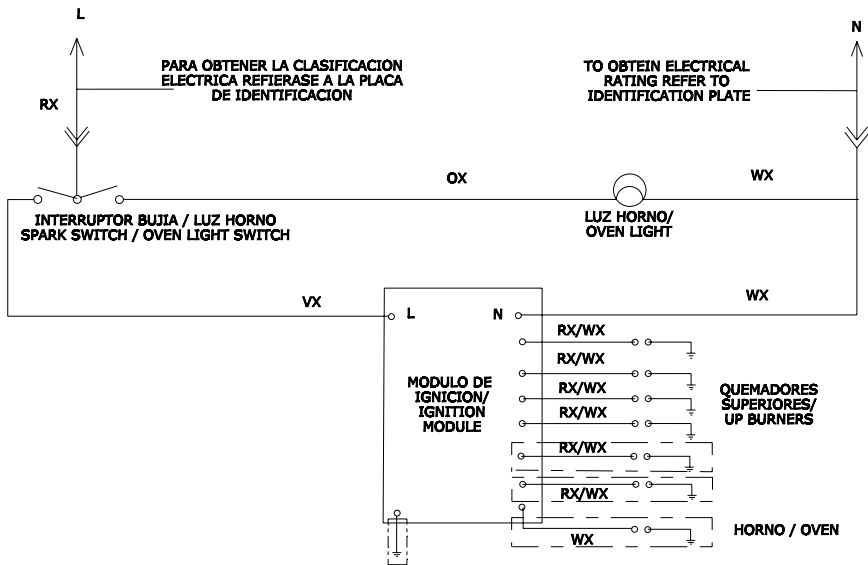 L
N
PARA OBTENER LA CLASIFICACION
ELECTRICA REFIERASE A LA PLACA
DE IDENTIFICACION
TO OBTEIN ELECTRICAL
RATING REFER TO
IDENTIFICATION PLATE
RX
OX
WX
INTERRUPTOR BUJIA / LUZ HORNO
SPARK SWITCH / OVEN LIGHT SWITCH
LUZ HORNO/
OVEN LIGHT
VX
WX
L
N
RX/WX
RX/WX
RX/WX
RX/WX
RX/WX
RX/WX
MODULO DE
IGNICION/
IGNITION
MODULE
QUEMADORES
SUPERIORES/
UP BURNERS
WX
HORNO / OVEN